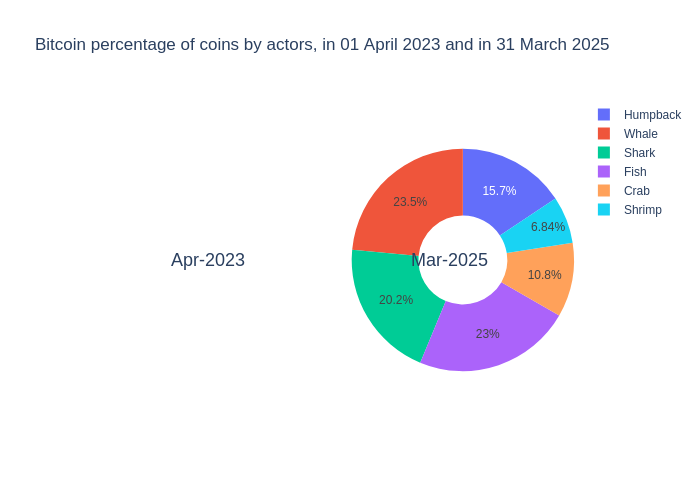 Bitcoin percentage of coins by actors, in 01 April 2023 and in 31 March 2025
Humpback
Whale
Shark
Fish
Crab
Shrimp
15.7%
23.5%
6.84%
Apr-2023
Mar-2025
10.8%
20.2%
23%